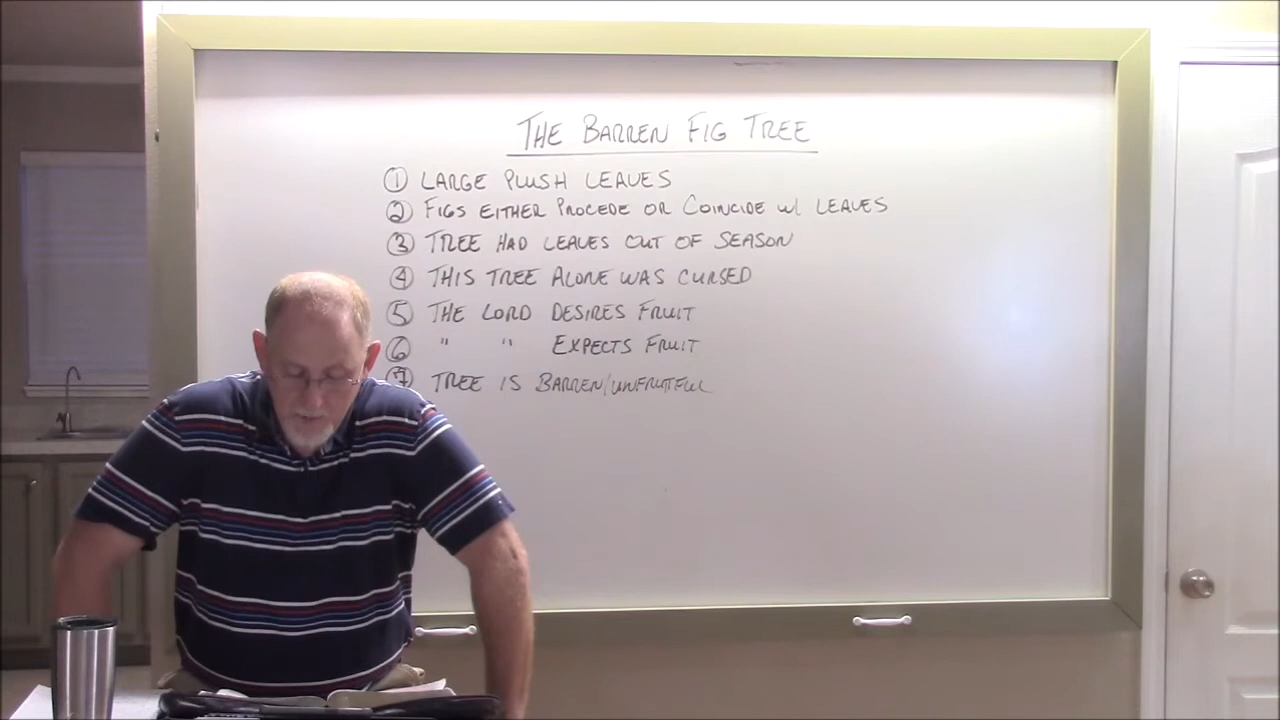 THE BARREN FIG TREE
① LARGE PLUSH LEAVES
② FIGS EITHER PROCEDE OR COINCIDE W/ LEAVES
③ TREE HAD LEAVES OUT OF SEASON
④ THIS TREE ALONE WAS CURSED
⑤ THE LORD DESIRES FRUIT
⑥ " " EXPECTS FRUIT
⑦ TREE IS BARREN/UNFRUTFULL